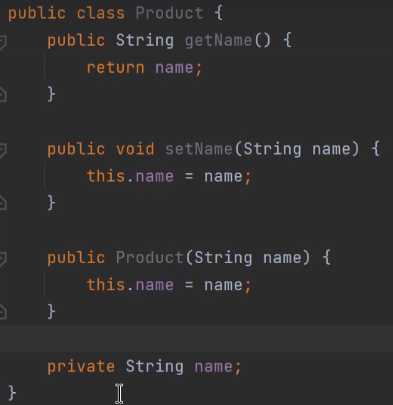 public class Product {
    public String getName() {
        return name;
    }

    public void setName(String name) {
        this.name = name;
    }

    public Product(String name) {
        this.name = name;
    }

    private String name;
}